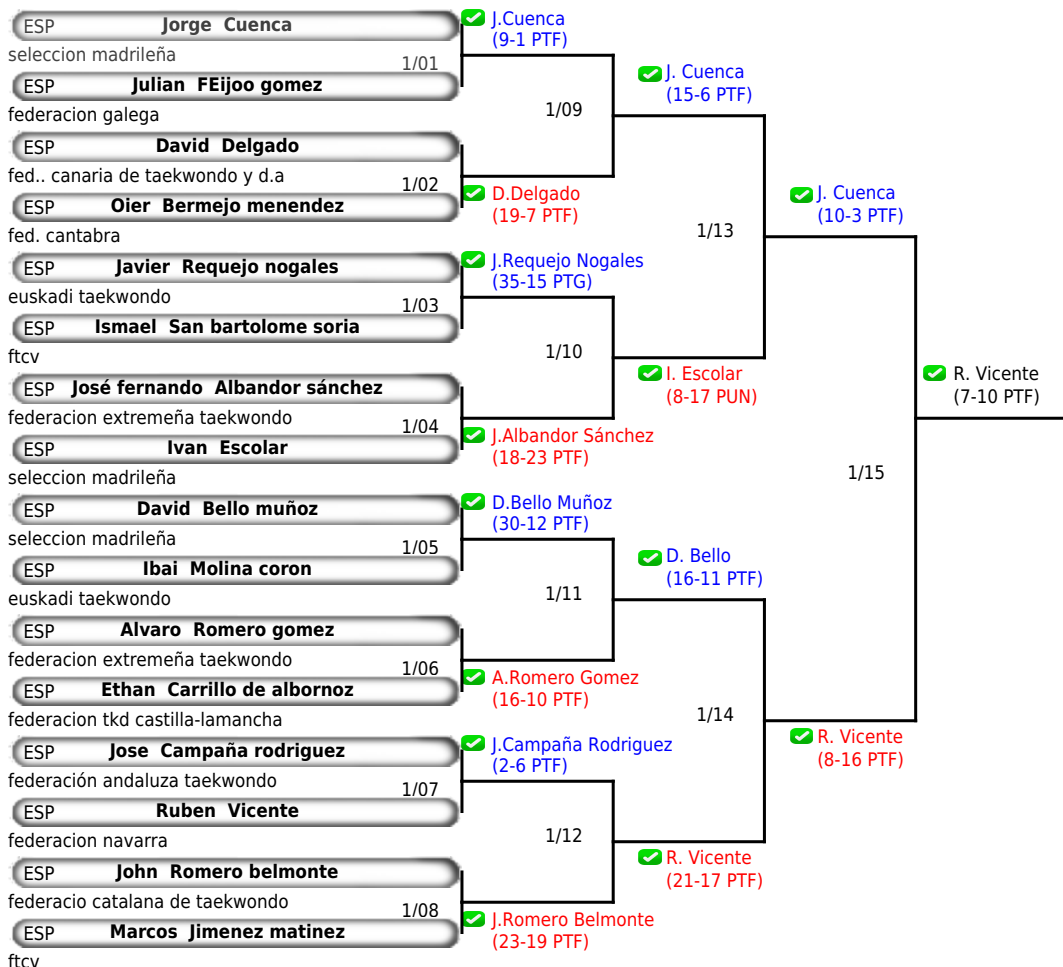 ESP Jorge Cuenca
seleccion madrileña
1/01
ESP Julian FEijoo gomez
federacion galega
ESP David Delgado
fed.. canaria de taekwondo y d.a
1/02
ESP Oier Bermejo menendez
fed. cantabra
ESP Javier Requejo nogales
euskadi taekwondo
1/03
ESP Ismael San bartolome soria
ftcv
ESP José fernando Albandor sánchez
federacion extremeña taekwondo
1/04
ESP Ivan Escolar
seleccion madrileña
ESP David Bello muñoz
seleccion madrileña
1/05
ESP Ibai Molina coron
euskadi taekwondo
ESP Alvaro Romero gomez
federacion extremeña taekwondo
1/06
ESP Ethan Carrillo de albornoz
federacion tkd castilla-lamancha
ESP Jose Campaña rodriguez
federación andaluza taekwondo
1/07
ESP Ruben Vicente
federacion navarra
ESP John Romero belmonte
federacio catalana de taekwondo
1/08
ESP Marcos Jimenez matinez
ftcv
J.Cuenca
(9-1 PTF)
1/09
D.Delgado
(19-7 PTF)
J.Requejo Nogales
(35-15 PTG)
1/10
J.Albandor Sánchez
(18-23 PTF)
D.Bello Muñoz
(30-12 PTF)
1/11
A.Romero Gomez
(16-10 PTF)
J.Campaña Rodriguez
(2-6 PTF)
1/12
J.Romero Belmonte
(23-19 PTF)
J. Cuenca
(15-6 PTF)
1/13
I. Escolar
(8-17 PUN)
D. Bello
(16-11 PTF)
1/14
R. Vicente
(21-17 PTF)
J. Cuenca
(10-3 PTF)
1/15
R. Vicente
(8-16 PTF)
R. Vicente
(7-10 PTF)